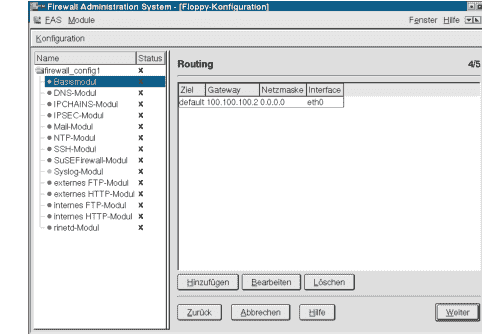 Firewall Administration System - [Floppy-Konfiguration]
FAS Module Fenster Hilfe
Konfiguration
Name Status
firewall_config1 x
Basismodul x
DNS-Modul x
IPCHAINS-Modul x
IPSEC-Modul x
Mail-Modul x
NTP-Modul x
SSH-Modul x
SuSEFirewall-Modul x
Syslog-Modul x
externes FTP-Modul x
externes HTTP-Modul x
internes FTP-Modul x
internes HTTP-Modul x
rinetd-Modul x
Routing 4/5
Ziel Gateway Netzmaske Interface
default 100.100.100.2 0.0.0.0 eth0
Hinzufügen Bearbeiten Löschen
Zurück Abbrechen Hilfe Weiter